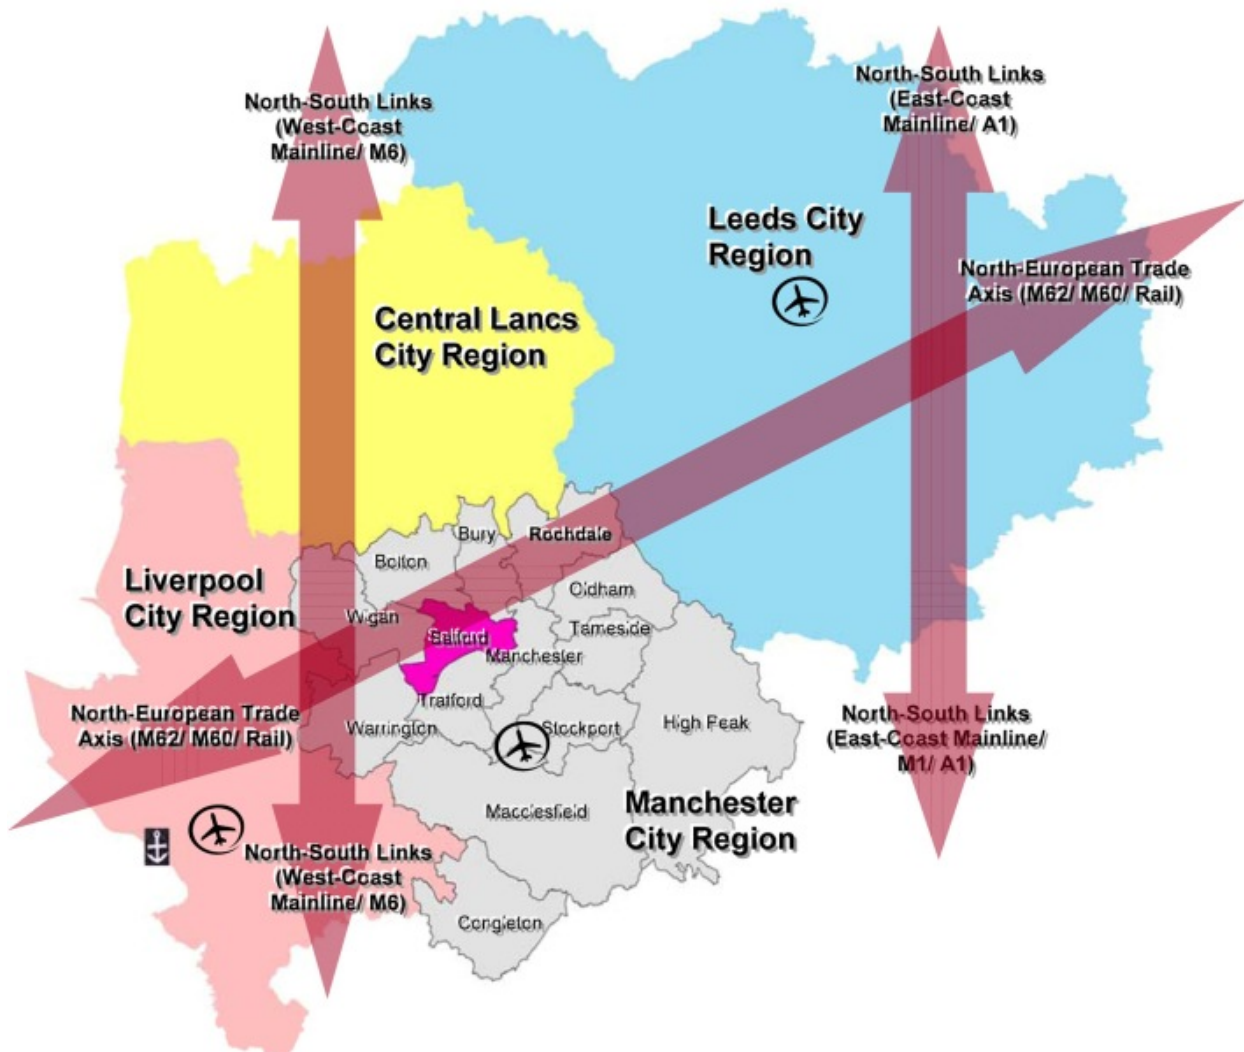 North-South Links
(West-Coast
Mainline/ M6)
North-South Links
(East-Coast
Mainline/ A1)
Leeds City
Region
North-European Trade
Axis (M62/ M60/ Rail)
Central Lancs
City Region
Bury
Rochdale
Bolton
Liverpool
City Region
Oldham
Wigan
Salford
Tameside
Manchester
Trafford
North-European Trade
Axis (M62/ M60/ Rail)
Warrington
Stockport
High Peak
North-South Links
(East-Coast Mainline/
M1/ A1)
Macclesfield
Manchester
City Region
North-South Links
(West-Coast
Mainline/ M6)
Congleton